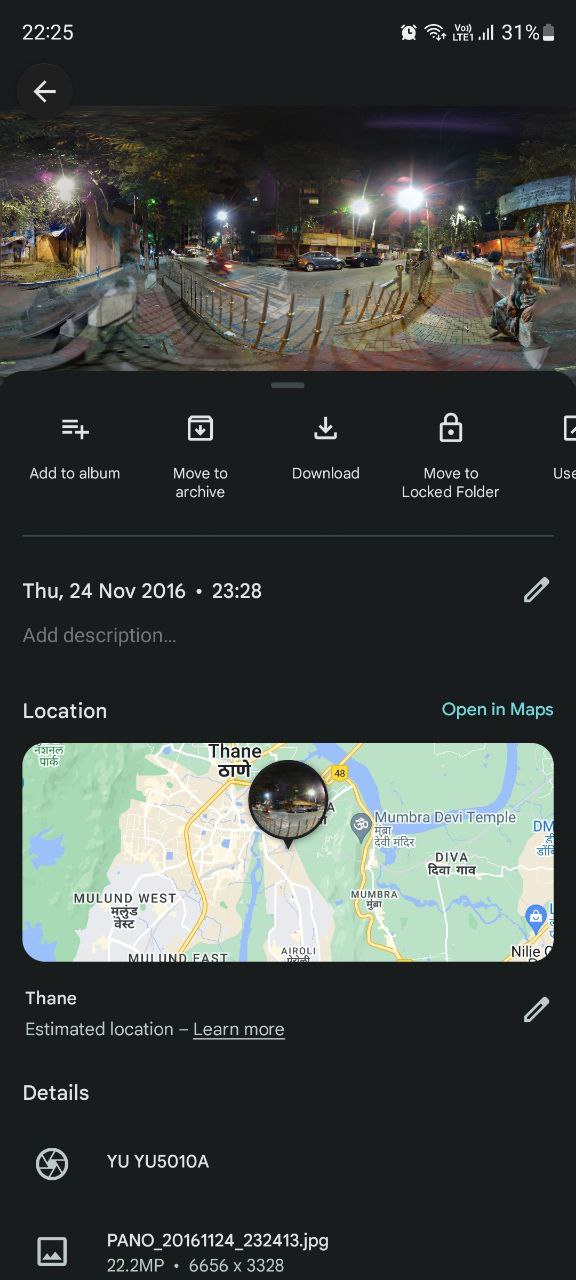 22:25
Vo))
LTE1
31%
Add to album
Move to
archive
Download
Move to
Locked Folder
Use
Thu, 24 Nov 2016 • 23:28
Add description...
Location
Open in Maps
नॅशनल
पार्क
Thane
ठाणे
48
Mumbra Devi Temple
मुंब्रा
देवी मंदिर
DIVA
दिवा गाव
MULUND WEST
मुलुंड
वेस्ट
MUMBRA
मुंब्रा
MULUND EAST
AIROLI
ऐरोली
Nilje
Thane
Estimated location – Learn more
Details
YU YU5010A
PANO_20161124_232413.jpg
22.2MP • 6656 x 3328